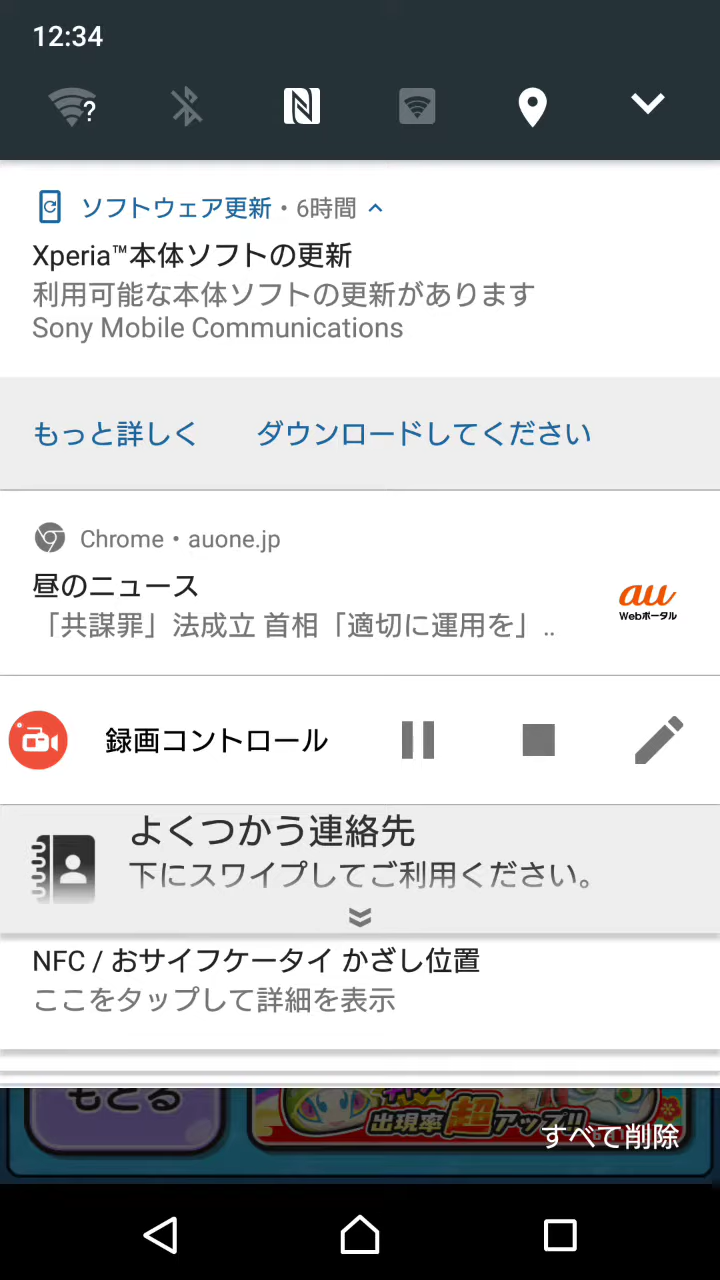 12:34
ソフトウェア更新 • 6時間
Xperia™本体ソフトの更新
利用可能な本体ソフトの更新があります
Sony Mobile Communications
もっと詳しく ダウンロードしてください
Chrome • auone.jp
昼のニュース
「共謀罪」法成立 首相「適切に運用を」..
au
Webポータル
録画コントロール
よくつかう連絡先
下にスワイプしてご利用ください。
NFC / おサイフケータイ かざし位置
ここをタップして詳細を表示
もどる
出現率超アップ!!
すべて削除